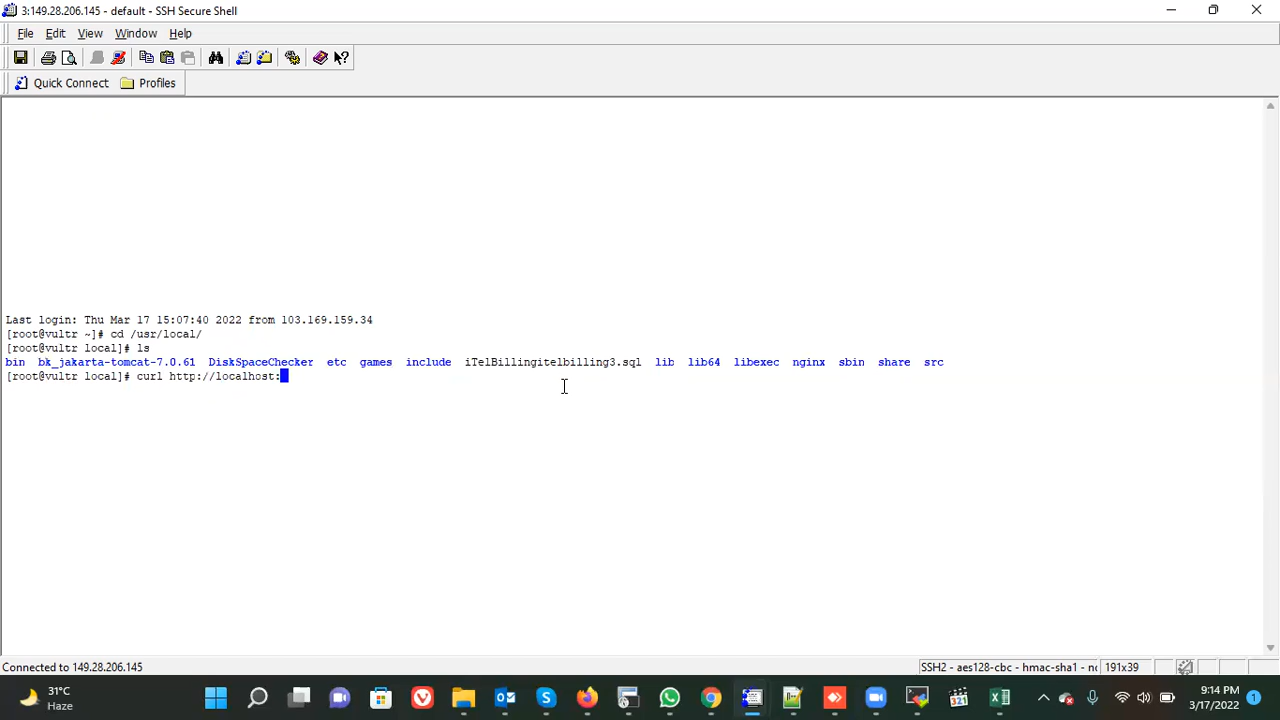 3:149.28.206.145 - default - SSH Secure Shell
File Edit View Window Help
Quick Connect Profiles
Last login: Thu Mar 17 15:07:40 2022 from 103.169.159.34
[root@vultr ~]# cd /usr/local/
[root@vultr local]# ls
bin bk_jakarta-tomcat-7.0.61 DiskSpaceChecker etc games include iTelBillingitelbilling3.sql lib lib64 libexec nginx sbin share src
[root@vultr local]# curl http://localhost:
Connected to 149.28.206.145
SSH2 - aes128-cbc - hmac-sha1 - nc 191x39
31°C
Haze
321
9:14 PM
3/17/2022
1